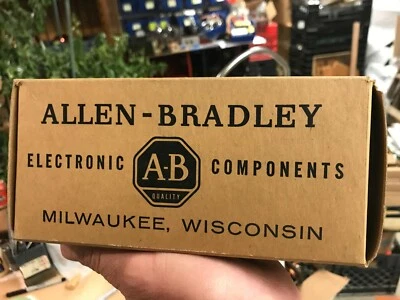 ALLEN-BRADLEY
ELECTRONIC A-B COMPONENTS
QUALITY
MILWAUKEE, WISCONSIN